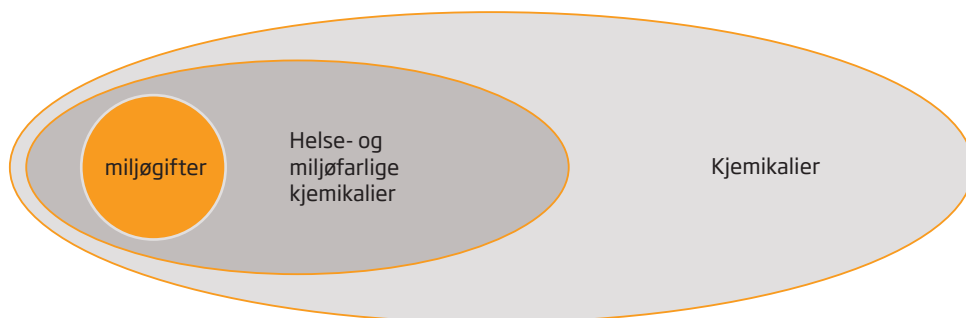 miljøgifter
Helse- og
miljøfarlige
kjemikalier
Kjemikalier